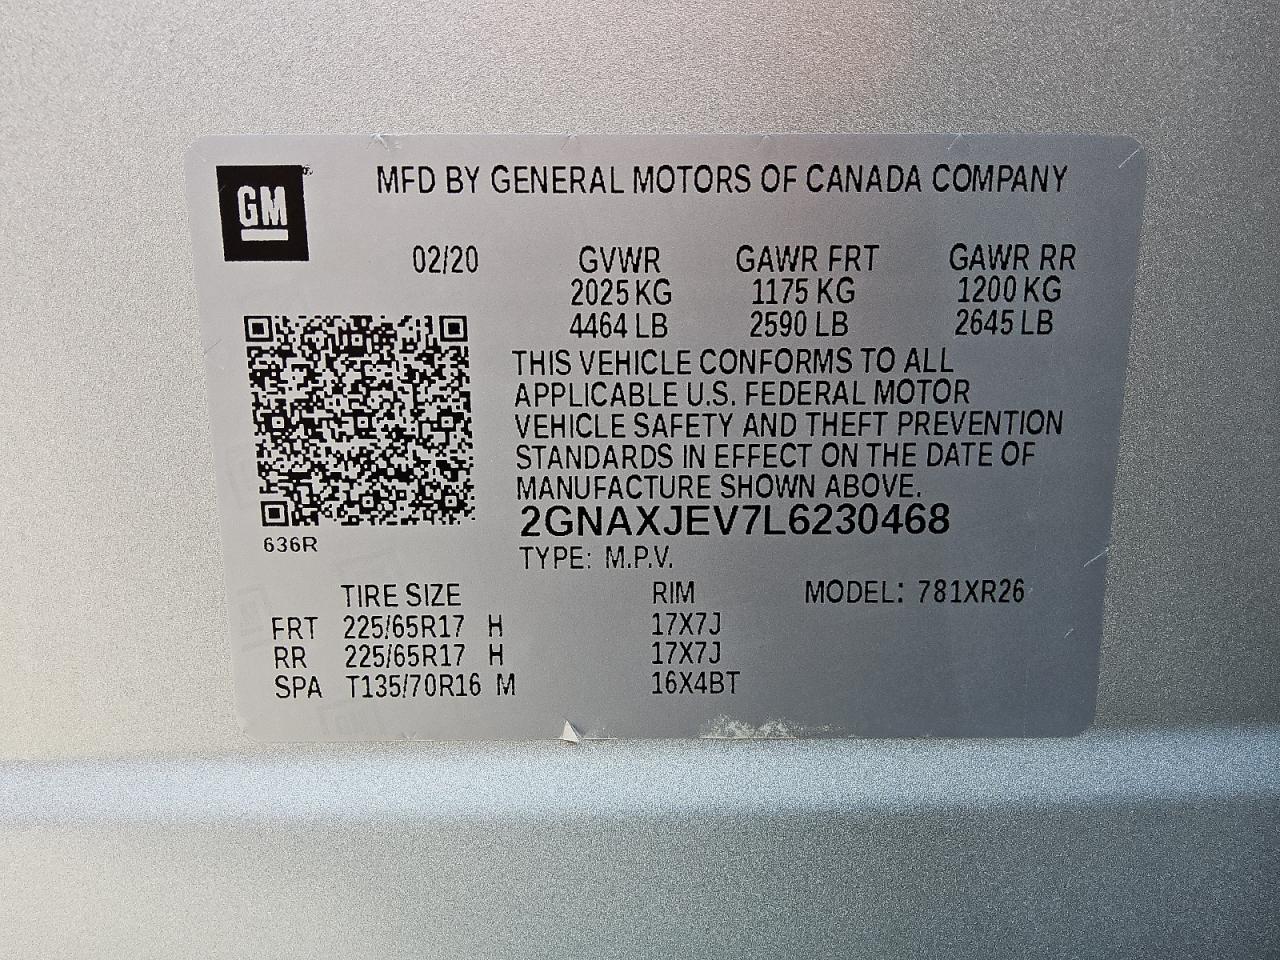 GM
MFD BY GENERAL MOTORS OF CANADA COMPANY
02/20 GVWR GAWR FRT GAWR RR
2025 KG 1175 KG 1200 KG
4464 LB 2590 LB 2645 LB
THIS VEHICLE CONFORMS TO ALL
APPLICABLE U.S. FEDERAL MOTOR
VEHICLE SAFETY AND THEFT PREVENTION
STANDARDS IN EFFECT ON THE DATE OF
MANUFACTURE SHOWN ABOVE.
2GNAXJEV7L6230468
636R
TYPE: M.P.V.
TIRE SIZE RIM MODEL: 781XR26
FRT 225/65R17 H 17X7J
RR 225/65R17 H 17X7J
SPA T135/70R16 M 16X4BT